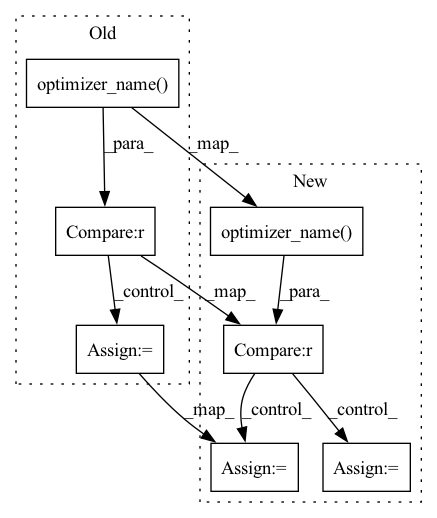 Old
optimizer_name()
_para_
_map_
New
Compare:r
optimizer_name()
_control_
_map_
_para_
Assign:=
Compare:r
_map_
_control_
_control_
Assign:=
Assign:=